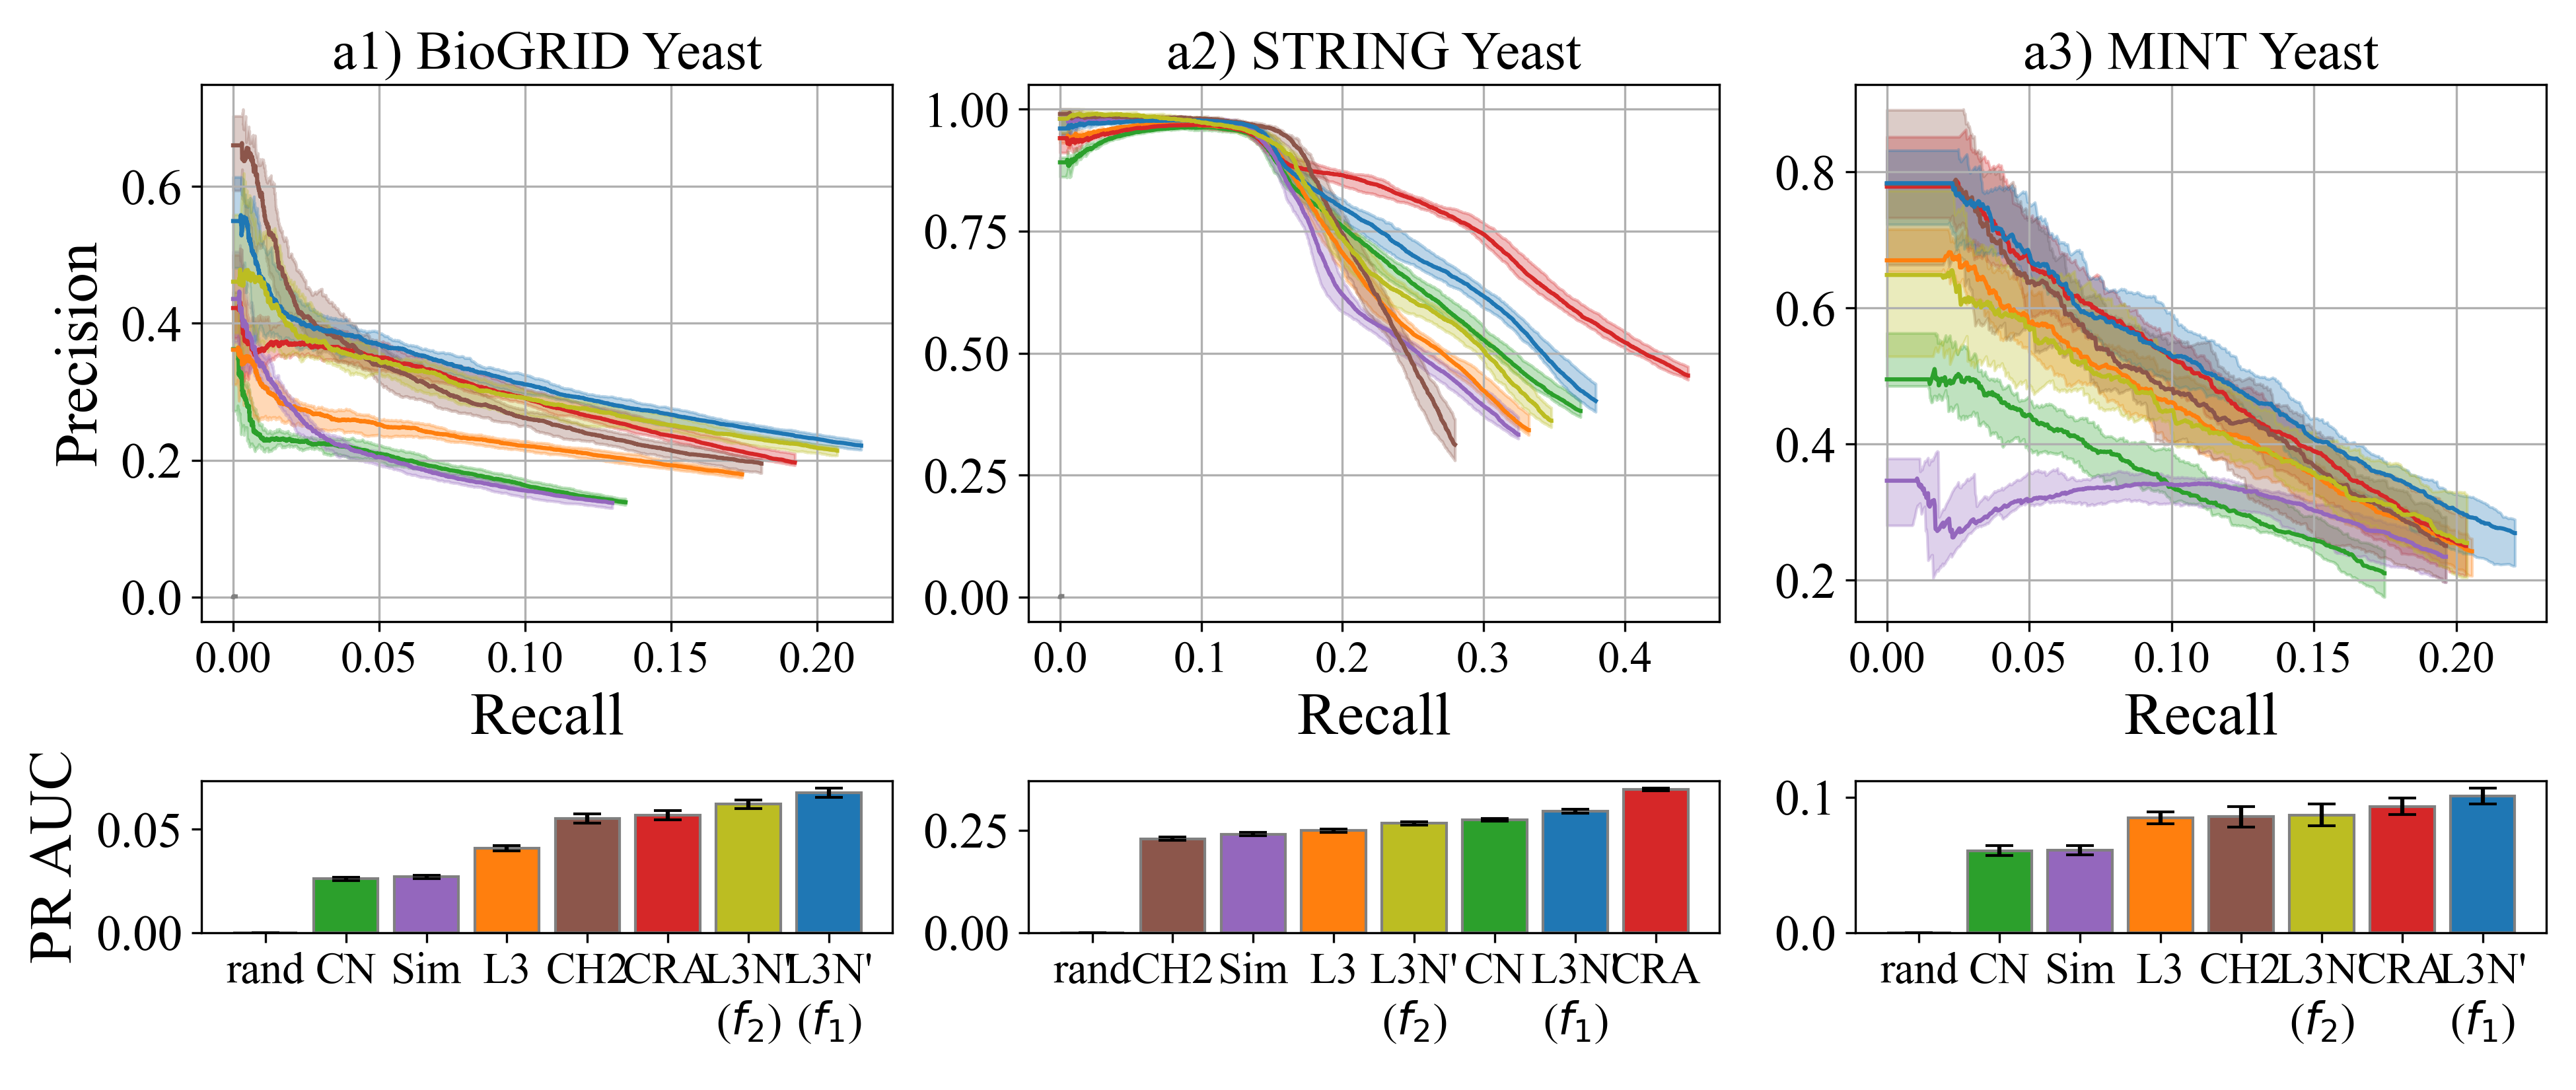 a1) BioGRID Yeast
a2) STRING Yeast
a3) MINT Yeast
Precision
0.6
0.4
0.2
0.0
0.00 0.05 0.10 0.15 0.20
Recall
1.00
0.75
0.50
0.25
0.00
0.0 0.1 0.2 0.3 0.4
Recall
0.8
0.6
0.4
0.2
0.00 0.05 0.10 0.15 0.20
Recall
PR AUC
0.05
0.00
rand CN Sim L3 CH2 CRA L3N' L3N'
(f2) (f1)
0.25
0.00
rand CH2 Sim L3 L3N' CN L3N' CRA
(f2) (f1)
0.1
0.0
rand CN Sim L3 CH2 L3N' CRA L3N'
(f2) (f1)